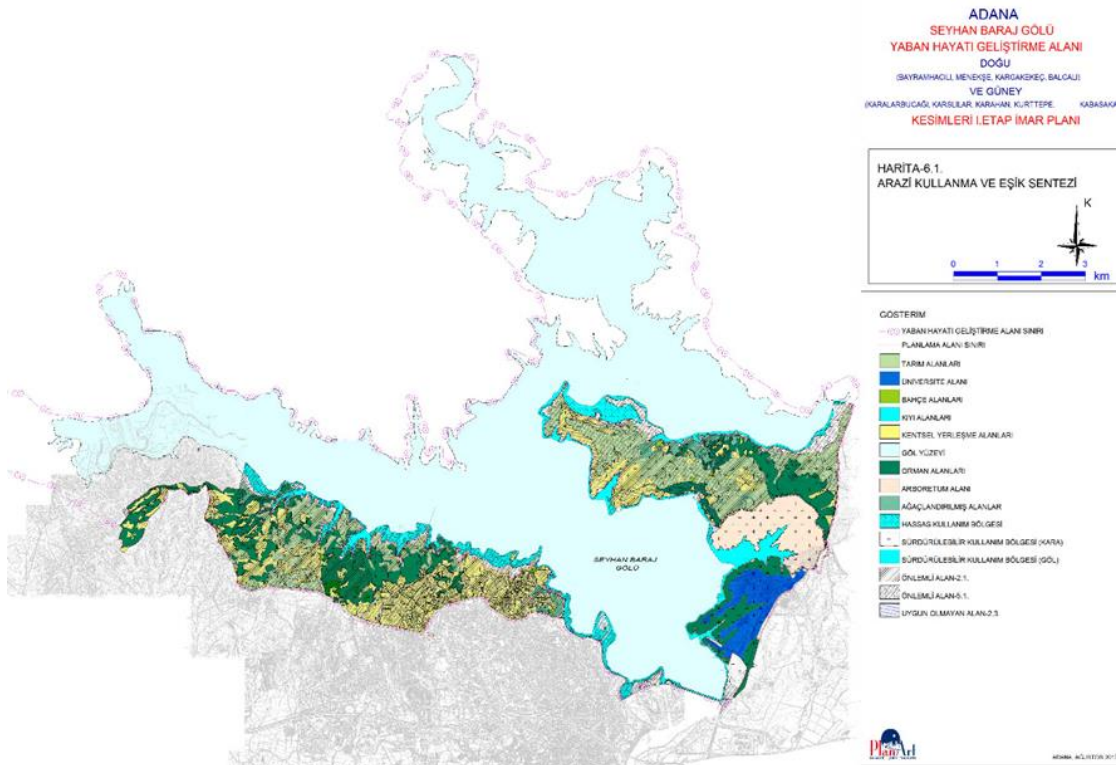 ADANA
SEYHAN BARAJ GÖLÜ
YABAN HAYATI GELİŞTİRME ALANI
DOĞU
(BAYRAMHACILI, MENEKŞE, KARGAKEKEÇ, BALCALI)
VE GÜNEY
(KARALARBUCAĞI, KARSLILAR, KARAHAN, KURTTEPE, KABASAKA
KESİMLERİ I.ETAP İMAR PLANI
HARİTA-6.1.
ARAZİ KULLANMA VE EŞİK SENTEZİ
K
0 1 2 3
km
GÖSTERİM
YABAN HAYATI GELİŞTİRME ALANI SINIRI
PLANLAMA ALANI SINIRI
TARIM ALANLARI
ÜNİVERSİTE ALANI
BAHÇE ALANLARI
KIYI ALANLARI
KENTSEL YERLEŞME ALANLARI
GÖL YÜZEYİ
ORMAN ALANLARI
ARBORETUM ALANI
AĞAÇLANDIRILMIŞ ALANLAR
HASSAS KULLANIM BÖLGESİ
SÜRDÜRÜLEBİLİR KULLANIM BÖLGESİ (KARA)
SÜRDÜRÜLEBİLİR KULLANIM BÖLGESİ (GÖL)
ÖNLEMLİ ALAN-2.1.
ÖNLEMLİ ALAN-5.1.
UYGUN OLMAYAN ALAN-2.3.
SEYHAN BARAJ
GÖLÜ
PlanArt
ADANA, AĞUSTOS 201